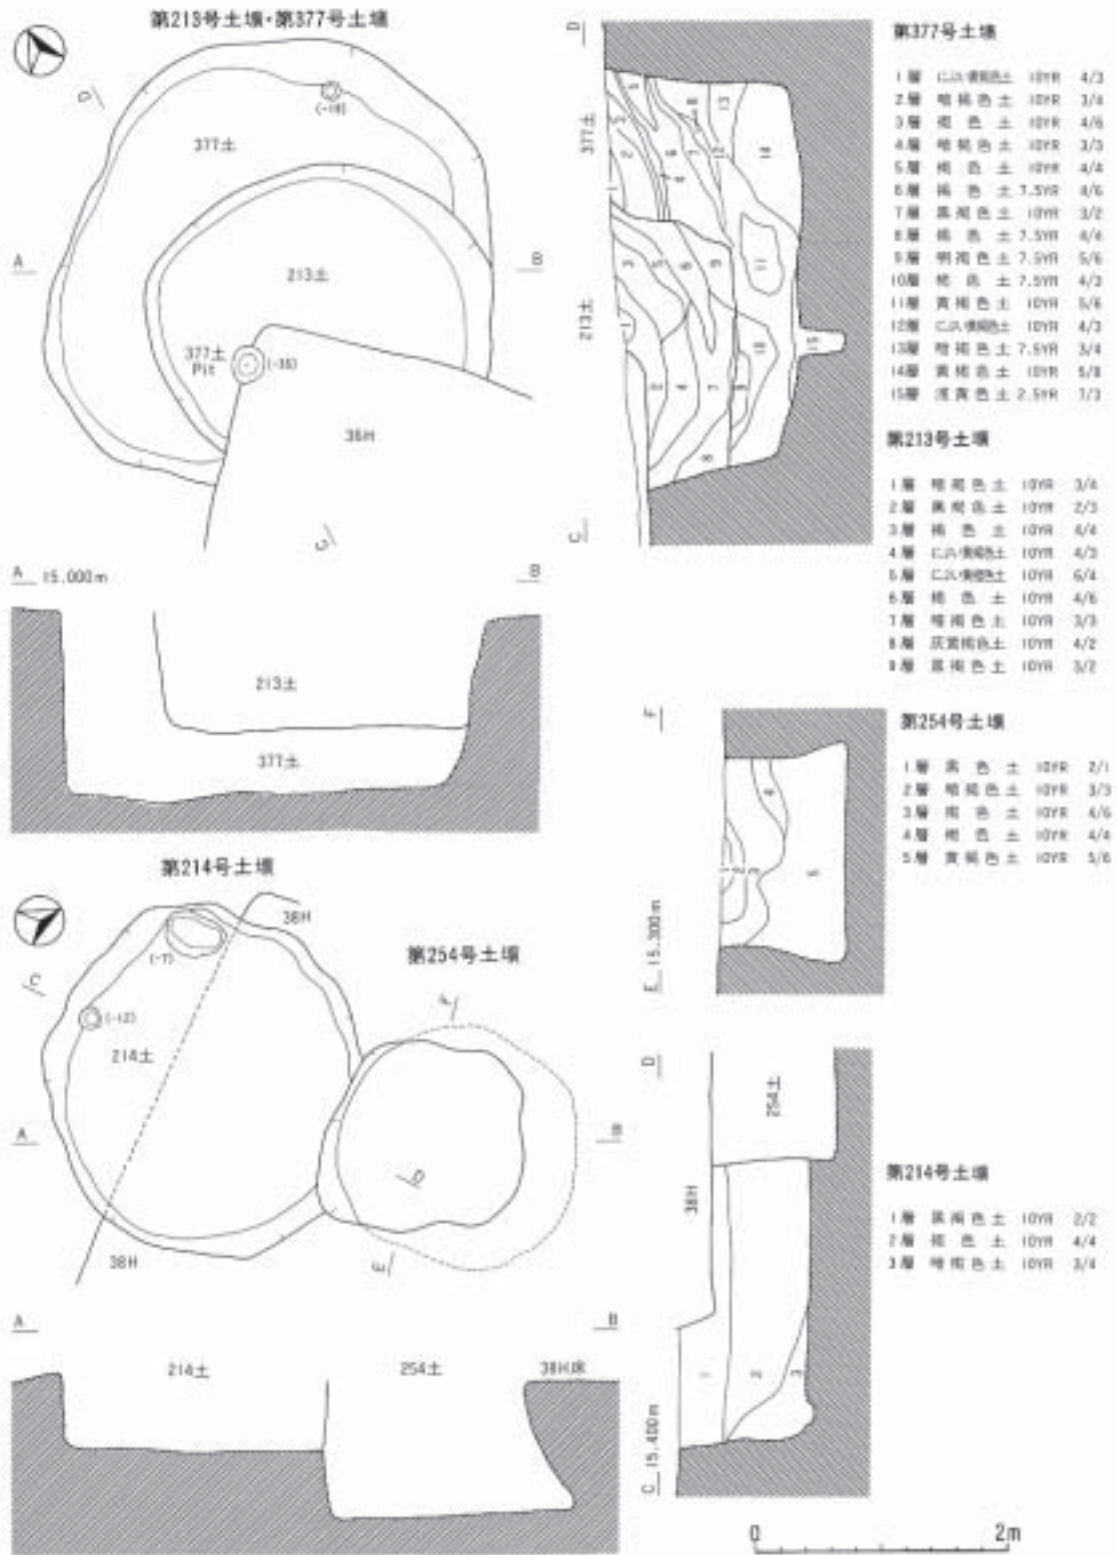 第213号土壙・第377号土壙
377土
(-19)
A
B
213土
377土
Pit
(-35)
36H
A 15.000m
B
213土
377土
D
377土
213土
C
第377号土壙
1層 にぶい黄褐色土 10YR 4/3
2層 暗褐色土 10YR 3/4
3層 褐色土 10YR 4/6
4層 暗褐色土 10YR 3/3
5層 褐色土 10YR 4/4
6層 褐色土 7.5YR 4/6
7層 黒褐色土 10YR 3/2
8層 褐色土 7.5YR 4/4
9層 明褐色土 7.5YR 5/6
10層 褐色土 7.5YR 4/3
11層 黄褐色土 10YR 5/6
12層 にぶい黄褐色土 10YR 4/3
13層 暗褐色土 7.5YR 3/4
14層 黄褐色土 10YR 5/8
15層 浅黄色土 2.5YR 7/3
第213号土壙
1層 暗褐色土 10YR 3/4
2層 黒褐色土 10YR 2/3
3層 褐色土 10YR 4/4
4層 にぶい黄褐色土 10YR 4/3
5層 にぶい黄橙色土 10YR 6/4
6層 褐色土 10YR 4/6
7層 暗褐色土 10YR 3/3
8層 灰黄褐色土 10YR 4/2
9層 黒褐色土 10YR 3/2
第254号土壙
1層 黒色土 10YR 2/1
2層 暗褐色土 10YR 3/3
3層 褐色土 10YR 4/6
4層 褐色土 10YR 4/4
5層 黄褐色土 10YR 5/6
F
E 15.300m
第214号土壙
38H
(-7)
C
(-12)
214土
第254号土壙
F
A
B
D
E
38H
A
B
214土
254土
38H床
D
254土
38H
1
2
3
C 15.400m
第214号土壙
1層 黒褐色土 10YR 2/2
2層 褐色土 10YR 4/4
3層 暗褐色土 10YR 3/4
0 2m